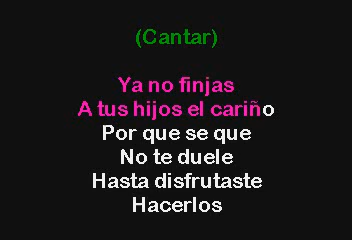 (Cantar)
Ya no finjas
A tus hijos el cariño
Por que se que
No te duele
Hasta disfrutaste
Hacerlos